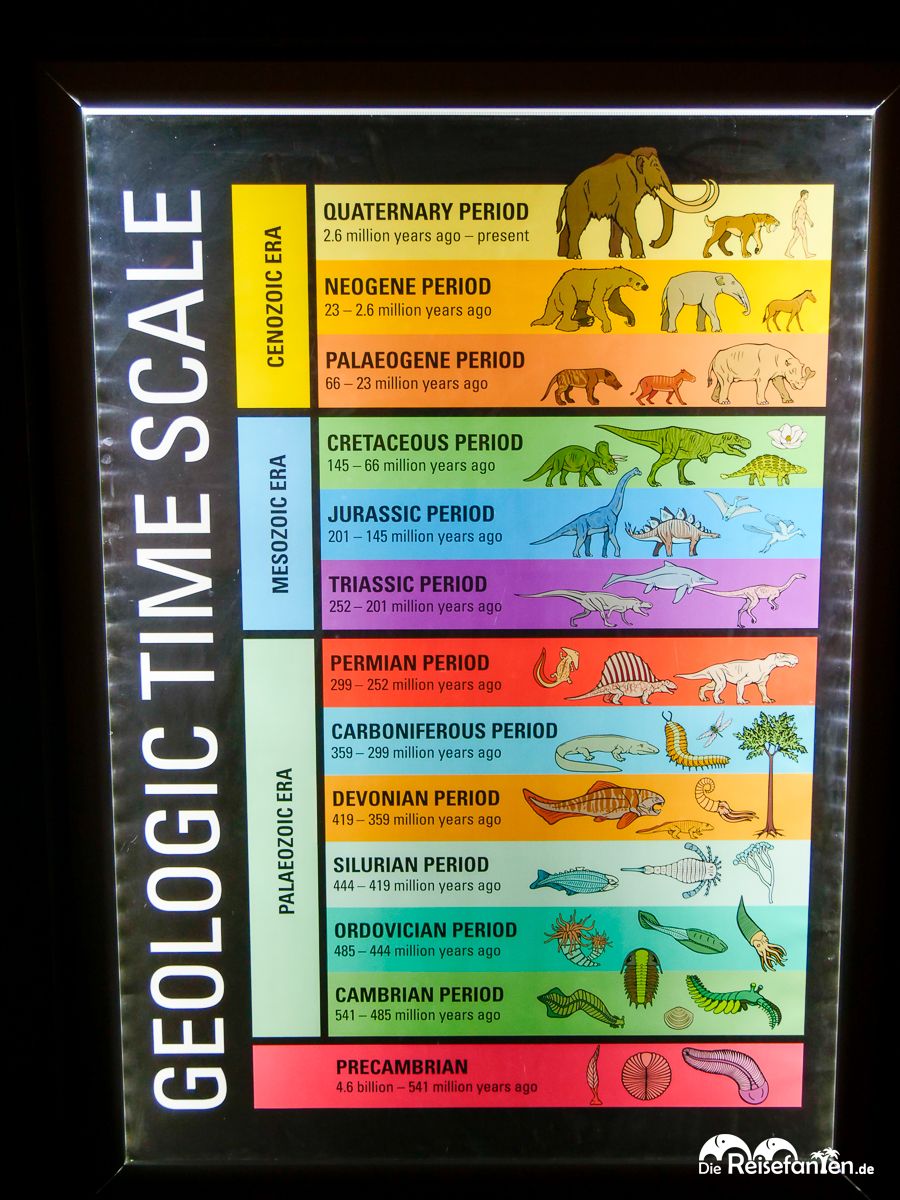 GEOLOGIC TIME SCALE
CENOZOIC ERA
QUATERNARY PERIOD
2.6 million years ago – present
NEOGENE PERIOD
23 – 2.6 million years ago
PALAEOGENE PERIOD
66 – 23 million years ago
MESOZOIC ERA
CRETACEOUS PERIOD
145 – 66 million years ago
JURASSIC PERIOD
201 – 145 million years ago
TRIASSIC PERIOD
252 – 201 million years ago
PALAEOZOIC ERA
PERMIAN PERIOD
299 – 252 million years ago
CARBONIFEROUS PERIOD
359 – 299 million years ago
DEVONIAN PERIOD
419 – 359 million years ago
SILURIAN PERIOD
444 – 419 million years ago
ORDOVICIAN PERIOD
485 – 444 million years ago
CAMBRIAN PERIOD
541 – 485 million years ago
PRECAMBRIAN
4.6 billion – 541 million years ago
Die Reisefanten.de